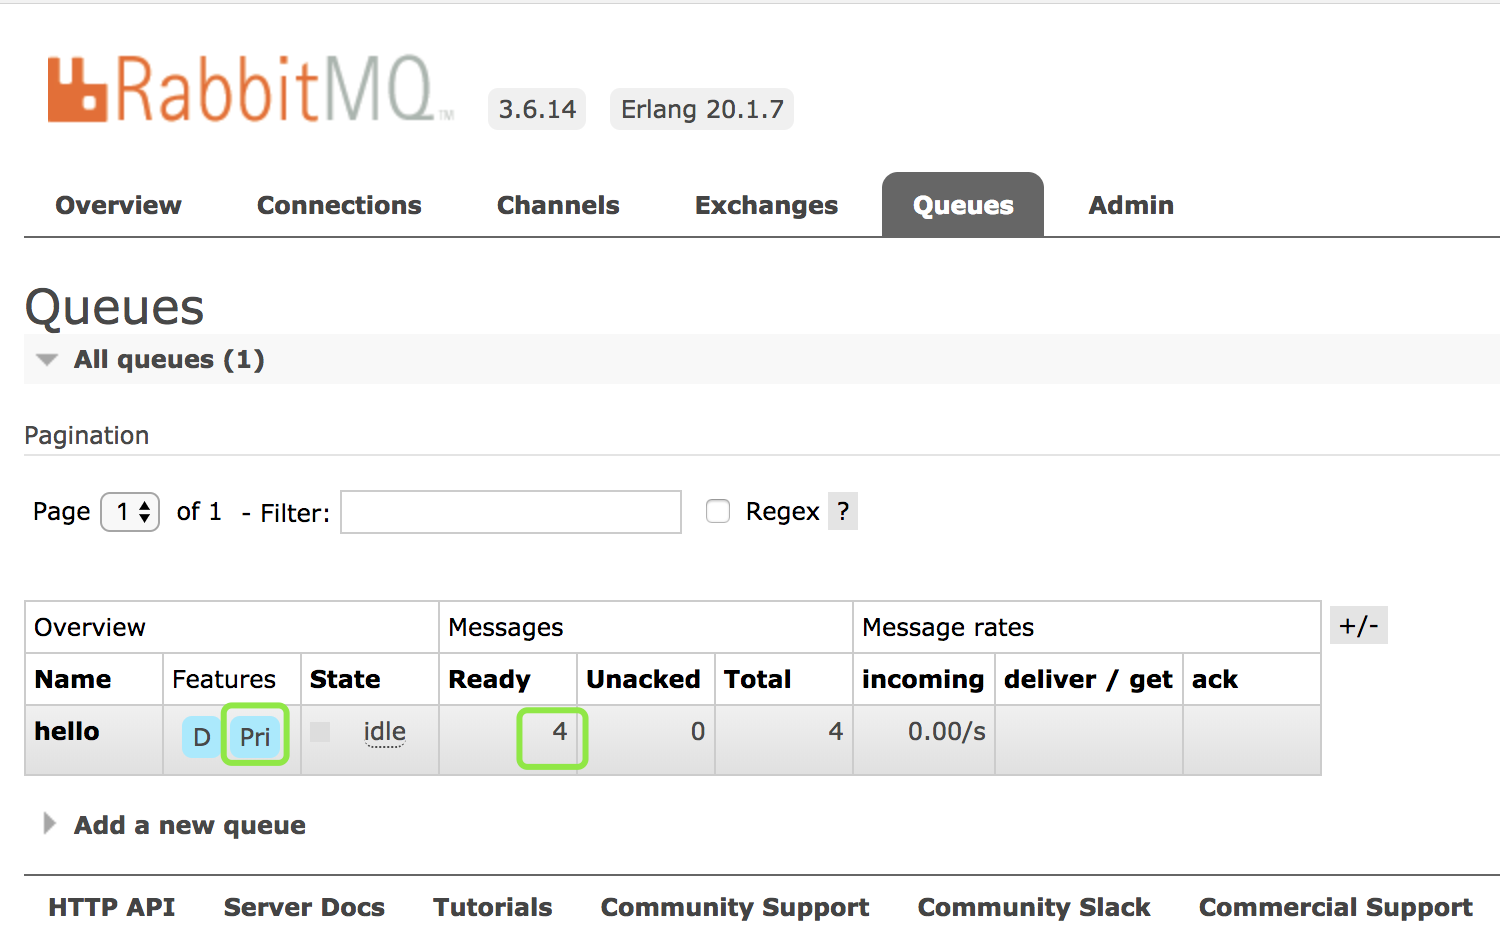 RabbitMQ™ 3.6.14 Erlang 20.1.7
Overview Connections Channels Exchanges Queues Admin
Queues
All queues (1)
Pagination
Page 1 of 1 - Filter: Regex ?
Overview Messages Message rates +/-
Name Features State Ready Unacked Total incoming deliver / get ack
hello D Pri idle 4 0 4 0.00/s
Add a new queue
HTTP API Server Docs Tutorials Community Support Community Slack Commercial Support